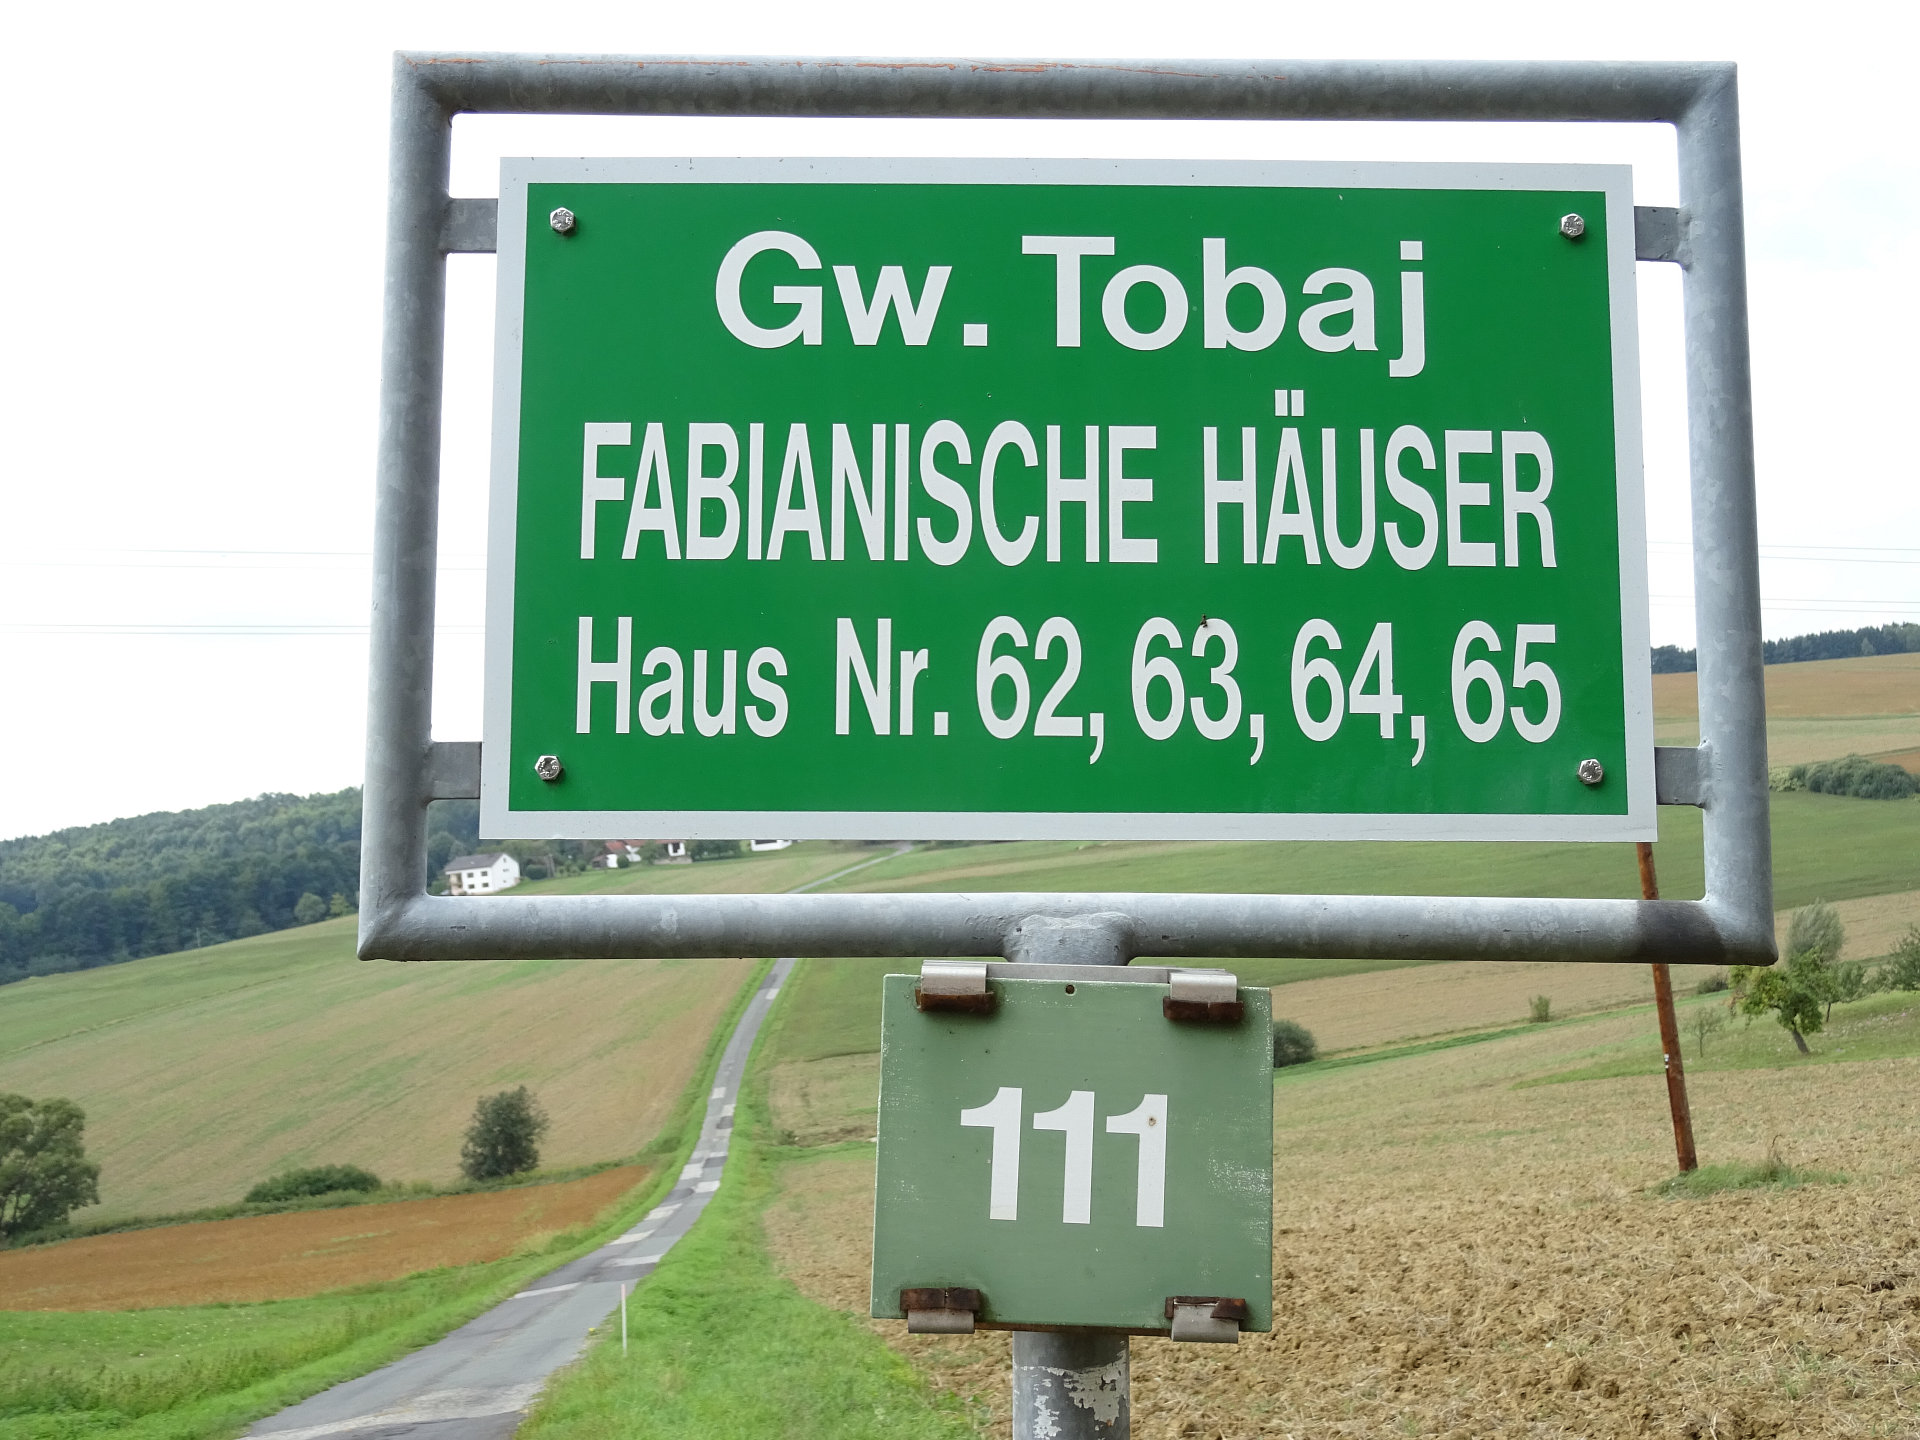 Gw. Tobaj
FABIANISCHE HÄUSER
Haus Nr. 62, 63, 64, 65
111